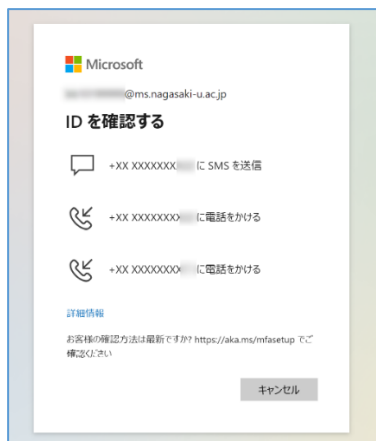 Microsoft
@ms.nagasaki-u.ac.jp
ID を確認する
+XX XXXXXXX に SMS を送信
+XX XXXXXXX に電話をかける
+XX XXXXXXXX に電話をかける
詳細情報
お客様の確認方法は最新ですか? https://aka.ms/mfasetup でご
確認ください
キャンセル